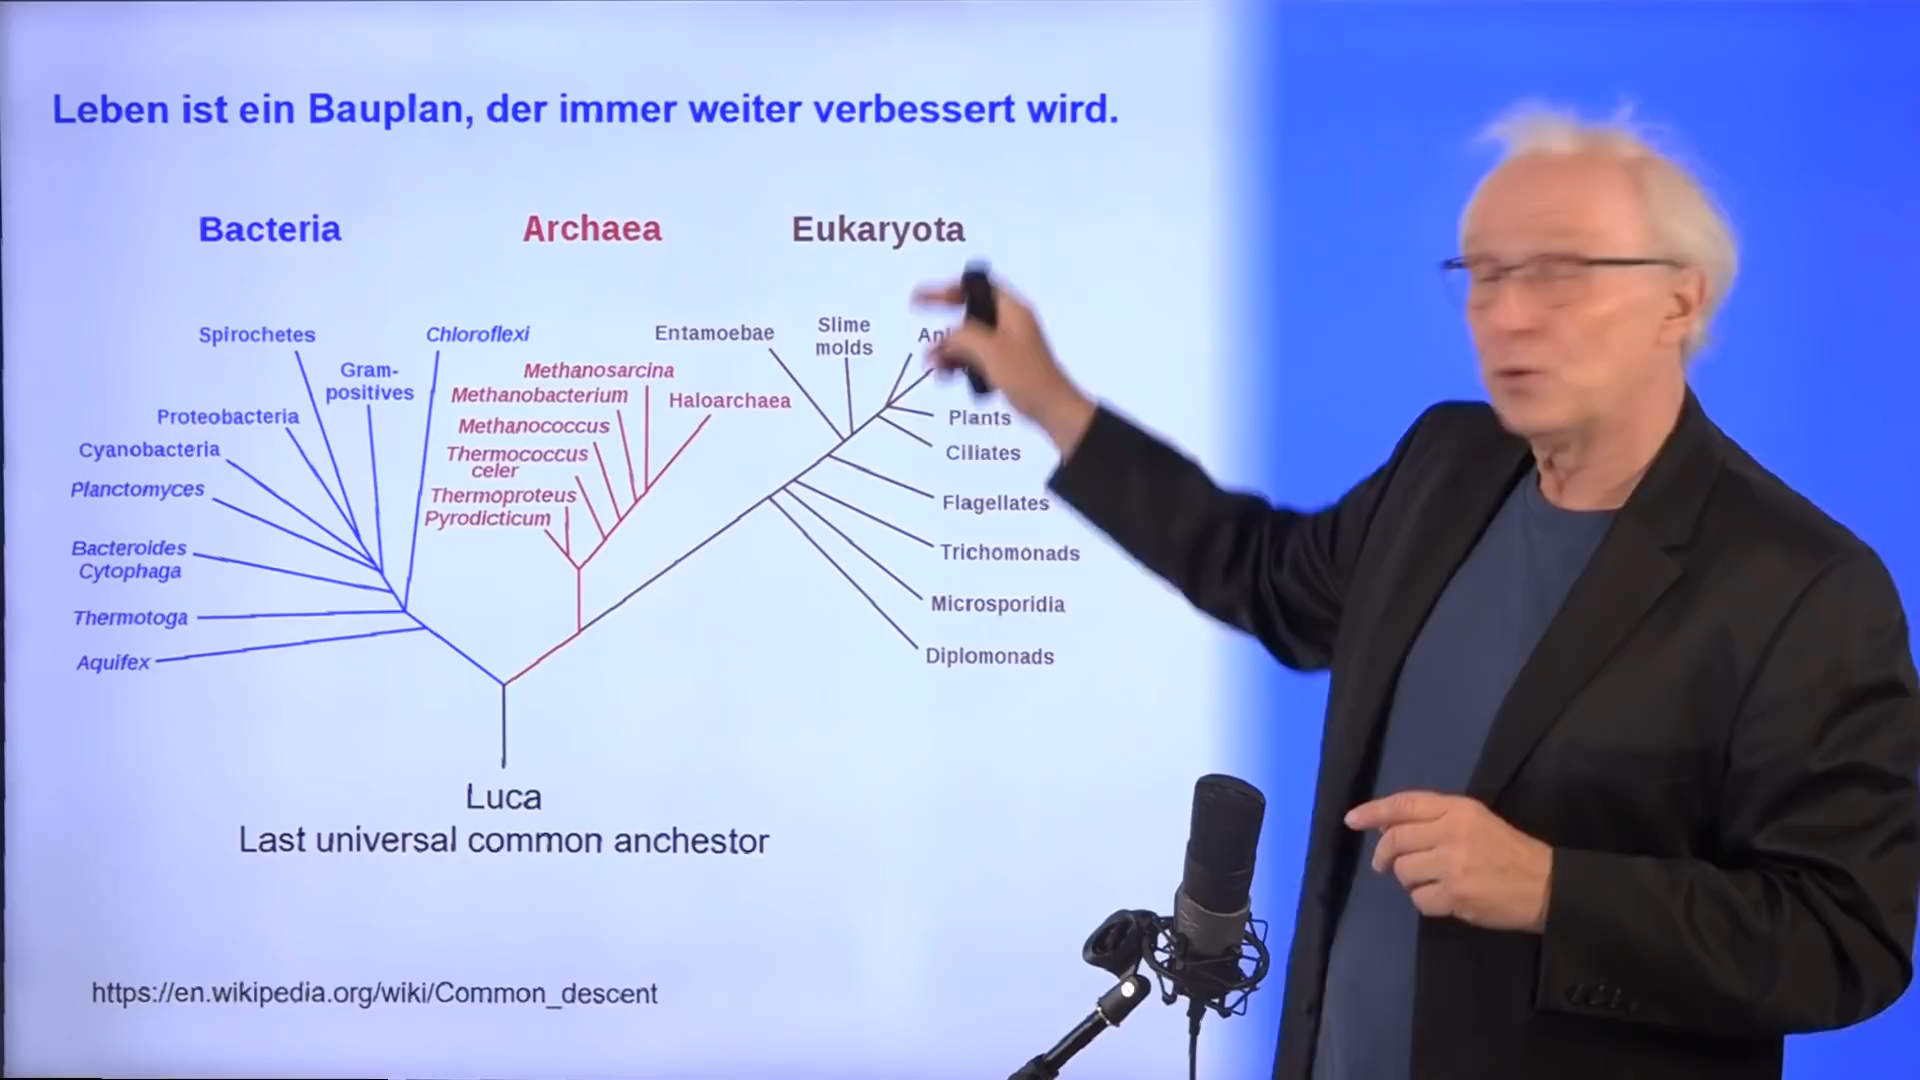 Leben ist ein Bauplan, der immer weiter verbessert wird.
Bacteria
Archaea
Eukaryota
Spirochetes
Chloroflexi
Gram-
positives
Proteobacteria
Cyanobacteria
Planctomyces
Bacteroides
Cytophaga
Thermotoga
Aquifex
Methanosarcina
Methanobacterium
Haloarchaea
Methanococcus
Thermococcus
celer
Thermoproteus
Pyrodicticum
Entamoebae
Slime
molds
Plants
Ciliates
Flagellates
Trichomonads
Microsporidia
Diplomonads
Luca
Last universal common anchestor
https://en.wikipedia.org/wiki/Common_descent